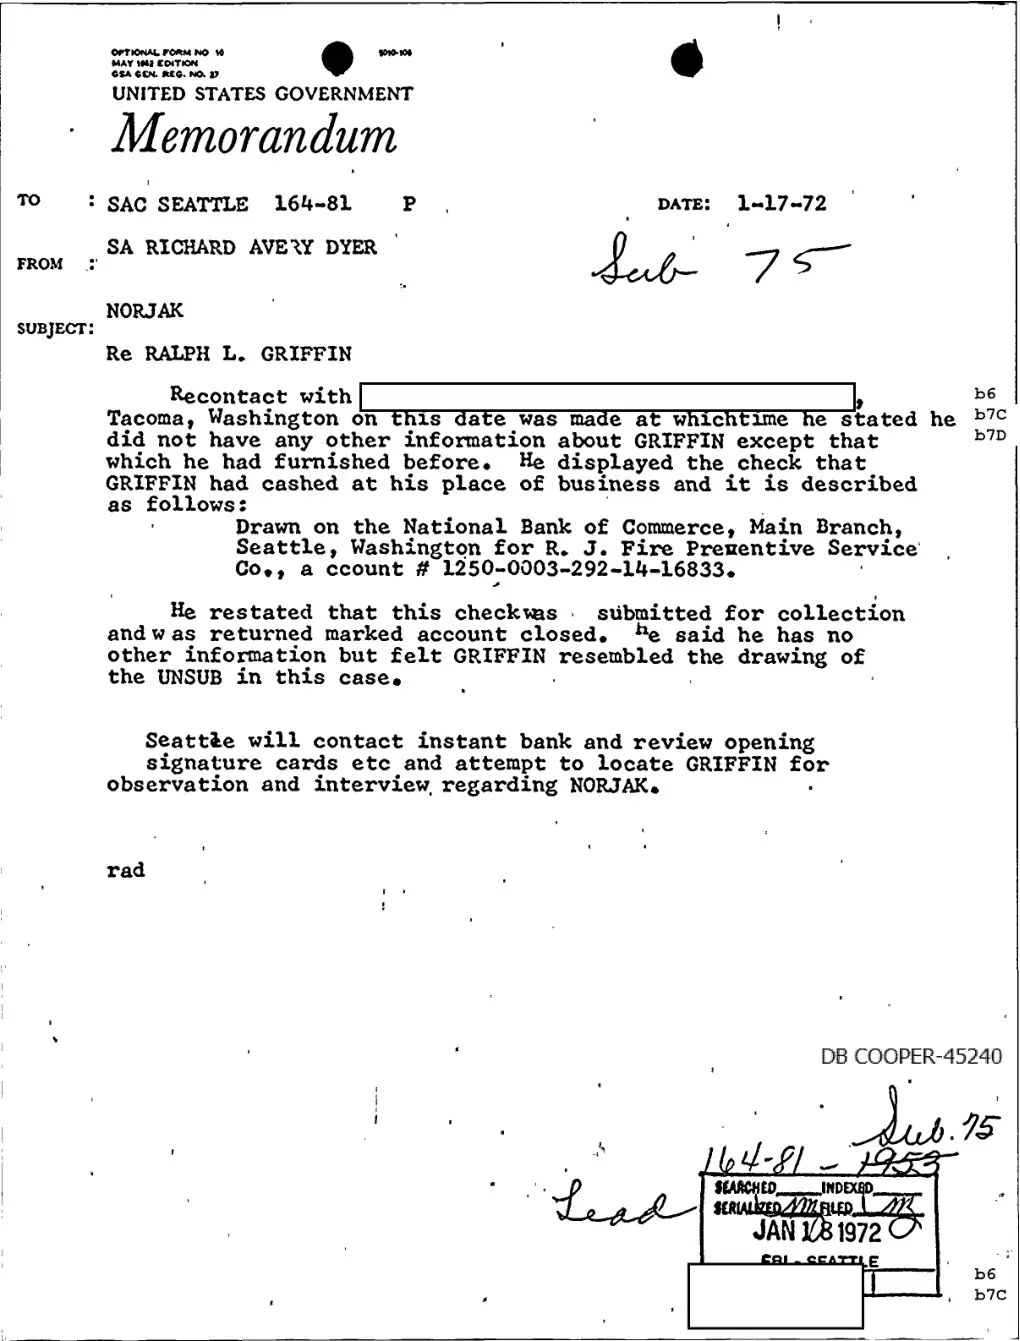 OPTIONAL FORM NO 10
5010-106
MAY 1962 EDITION
GSA GEN. REG. NO. 27
UNITED STATES GOVERNMENT
Memorandum
TO : SAC SEATTLE 164-81 P
DATE: 1-17-72
FROM : SA RICHARD AVERY DYER
Sub 75
SUBJECT: NORJAK
Re RALPH L. GRIFFIN
Recontact with , b6
Tacoma, Washington on this date was made at whichtime he stated he b7C
did not have any other information about GRIFFIN except that b7D
which he had furnished before. He displayed the check that
GRIFFIN had cashed at his place of business and it is described
as follows:
Drawn on the National Bank of Commerce, Main Branch,
Seattle, Washington for R. J. Fire Preventive Service
Co., a ccount # 1250-0003-292-14-16833.
He restated that this checkwas submitted for collection
and w as returned marked account closed. he said he has no
other information but felt GRIFFIN resembled the drawing of
the UNSUB in this case.
Seattle will contact instant bank and review opening
signature cards etc and attempt to locate GRIFFIN for
observation and interview regarding NORJAK.
rad
DB COOPER-45240
Sub. 75
164-81 - 1953
Lead
SEARCHED INDEXED
SERIALIZED FILED
JAN 18 1972
FBI - SEATTLE
b6
b7C